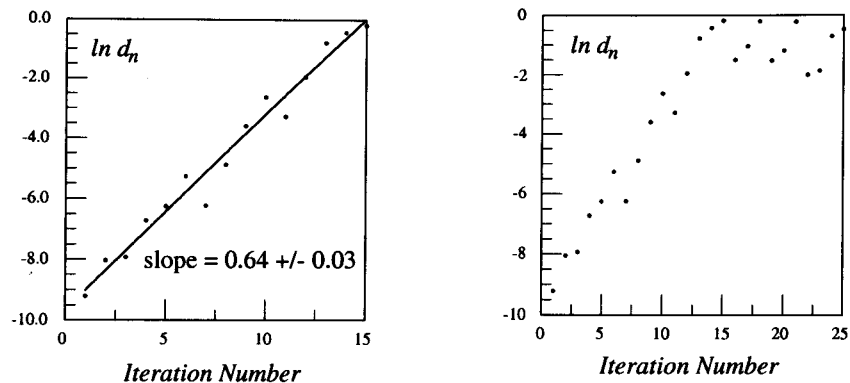 0.0
-2.0
-4.0
-6.0
-8.0
-10.0
ln dₙ
slope = 0.64 +/- 0.03
0 5 10 15
Iteration Number
0
-2
-4
-6
-8
-10
ln dₙ
0 5 10 15 20 25
Iteration Number